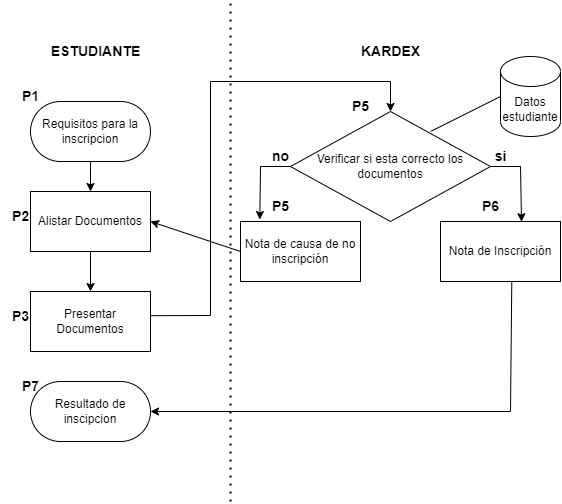 ESTUDIANTE
KARDEX
P1
Requisitos para la
inscripcion
P2
Alistar Documentos
P3
Presentar
Documentos
P7
Resultado de
inscipcion
P5
Verificar si esta correcto los
documentos
Datos
estudiante
no
si
P5
Nota de causa de no
inscripción
P6
Nota de Inscripción